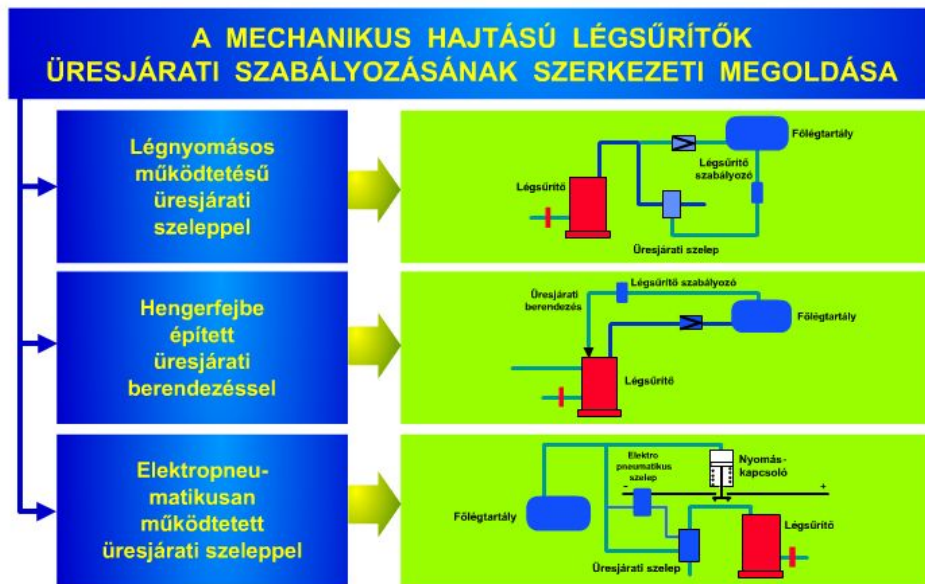 A MECHANIKUS HAJTÁSÚ LÉGSŰRÍTŐK
ÜRESJÁRATI SZABÁLYOZÁSÁNAK SZERKEZETI MEGOLDÁSA
Légnyomásos
működtetésű
üresjárati
szeleppel
Légsűrítő
Légsűrítő
szabályozó
Főlégtartály
Üresjárati szelep
Hengerfejbe
épített
üresjárati
berendezéssel
Üresjárati
berendezés
Légsűrítő szabályozó
Főlégtartály
Légsűrítő
Elektropneu-
matikusan
működtetett
üresjárati szeleppel
Főlégtartály
Elektro
pneumatikus
szelep
Nyomás-
kapcsoló
-
+
Légsűrítő
Üresjárati szelep